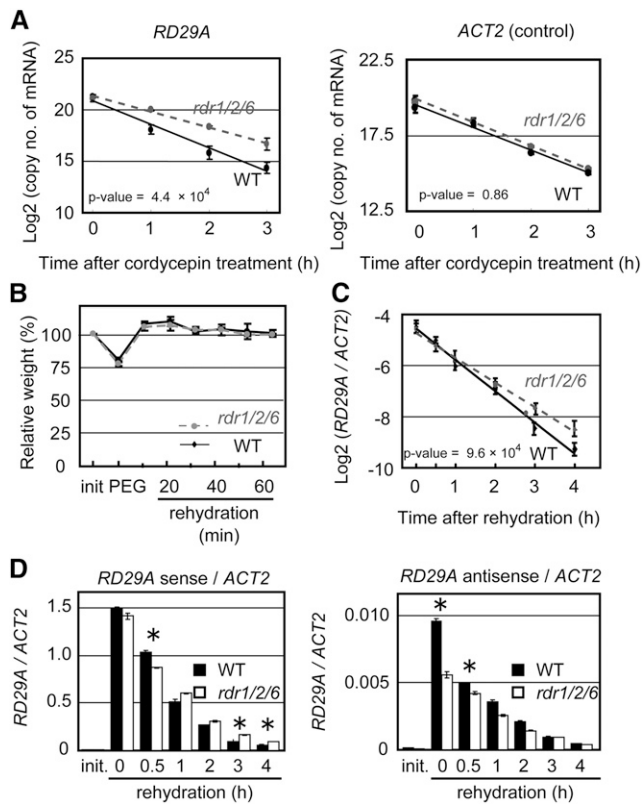 A
RD29A
Log2 (copy no. of mRNA)
25
20
15
10
rdr1/2/6
WT
p-value = 4.4 × 10⁴
0 1 2 3
Time after cordycepin treatment (h)
ACT2 (control)
Log2 (copy no. of mRNA)
22.5
17.5
12.5
rdr1/2/6
WT
p-value = 0.86
0 1 2 3
Time after cordycepin treatment (h)
B
Relative weight (%)
100
75
50
25
0
rdr1/2/6
WT
init PEG 20 40 60
rehydration
(min)
C
Log2 (RD29A / ACT2)
-4
-6
-8
-10
rdr1/2/6
WT
p-value = 9.6 × 10⁴
0 1 2 3 4
Time after rehydration (h)
D
RD29A sense / ACT2
RD29A / ACT2
1.5
1.0
0.5
0
*
WT
rdr1/2/6
* *
init. 0 0.5 1 2 3 4
rehydration (h)
RD29A antisense / ACT2
RD29A / ACT2
0.010
0.005
0
*
*
WT
rdr1/2/6
init. 0 0.5 1 2 3 4
rehydration (h)